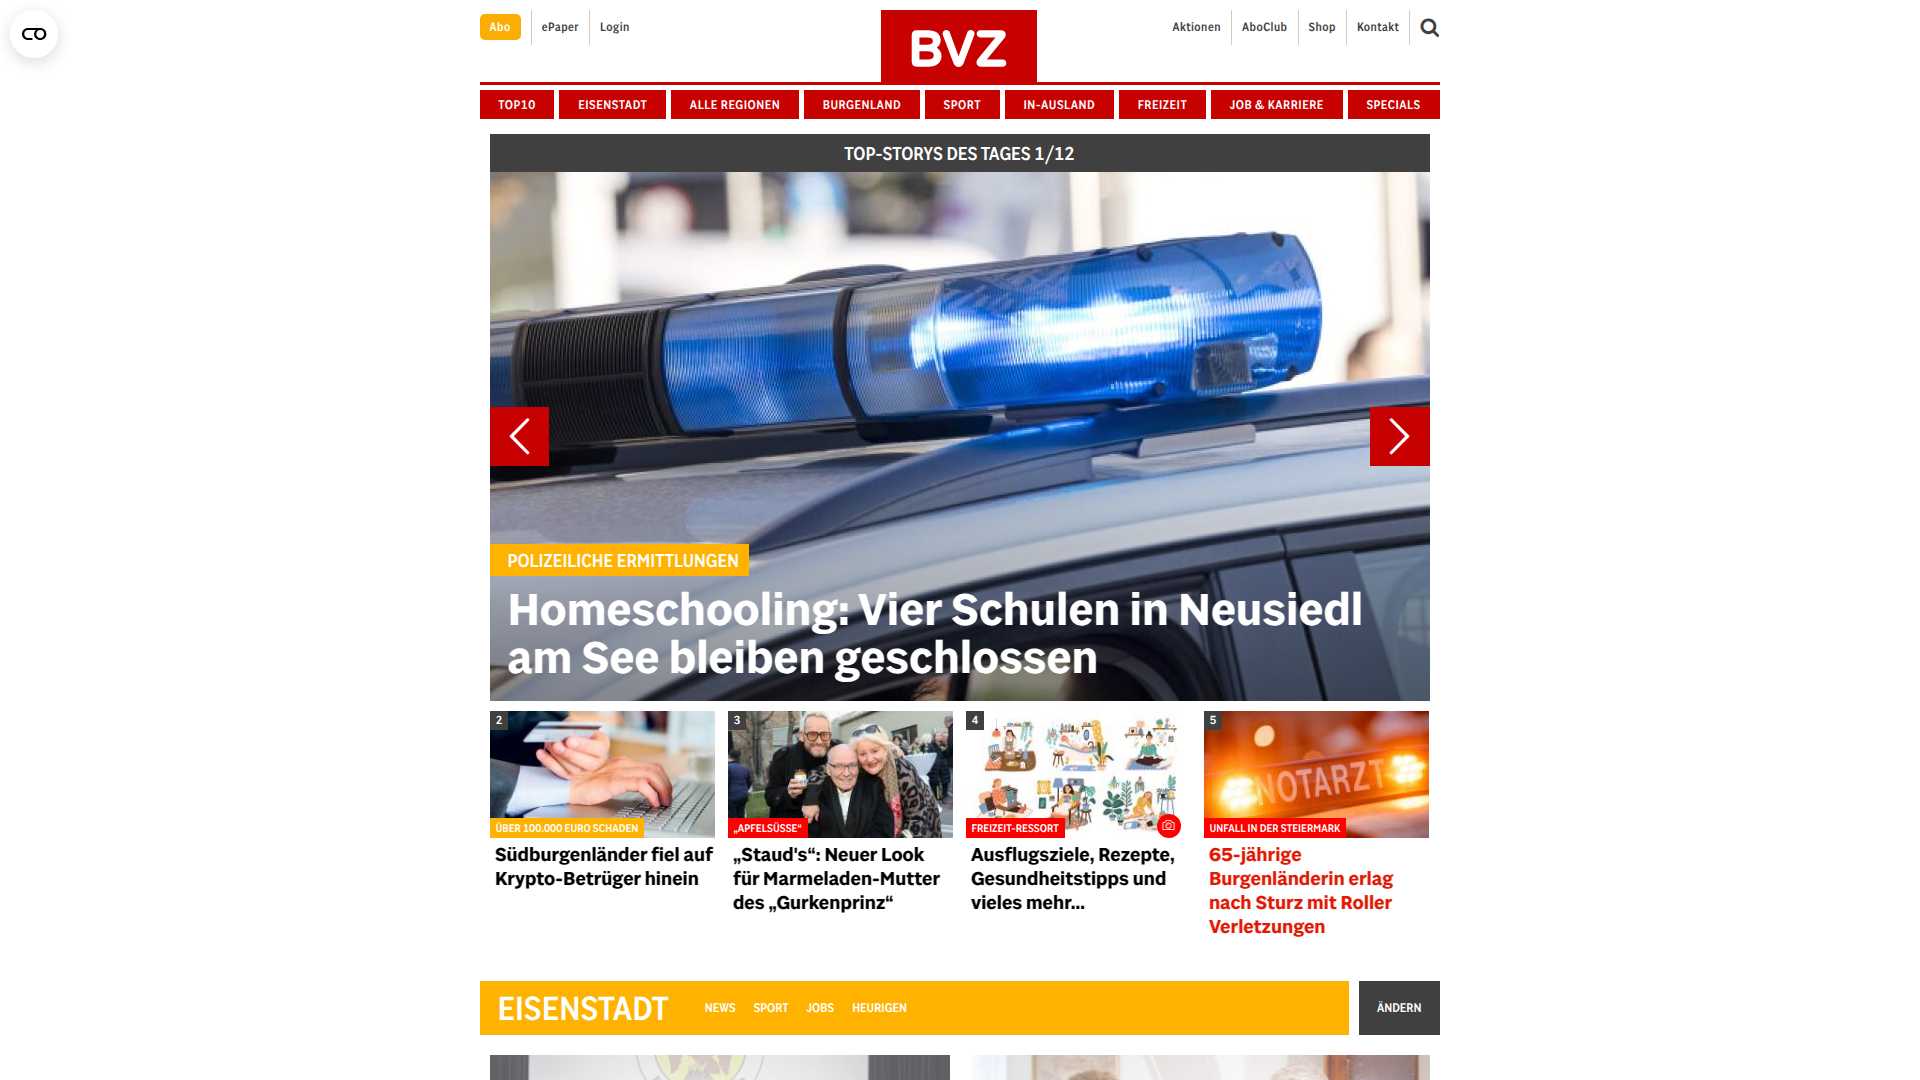 Abo
ePaper
Login
BVZ
Aktionen
AboClub
Shop
Kontakt
TOP10
EISENSTADT
ALLE REGIONEN
BURGENLAND
SPORT
IN-AUSLAND
FREIZEIT
JOB & KARRIERE
SPECIALS
TOP-STORYS DES TAGES 1/12
POLIZEILICHE ERMITTLUNGEN
Homeschooling: Vier Schulen in Neusiedl
am See bleiben geschlossen
2
ÜBER 100.000 EURO SCHADEN
Südburgenländer fiel auf
Krypto-Betrüger hinein
3
„APFELSÜSSE“
„Staud's“: Neuer Look
für Marmeladen-Mutter
des „Gurkenprinz“
4
FREIZEIT-RESSORT
Ausflugsziele, Rezepte,
Gesundheitstipps und
vieles mehr...
5
NOTARZT
UNFALL IN DER STEIERMARK
65-jährige
Burgenländerin erlag
nach Sturz mit Roller
Verletzungen
EISENSTADT
NEWS
SPORT
JOBS
HEURIGEN
ÄNDERN